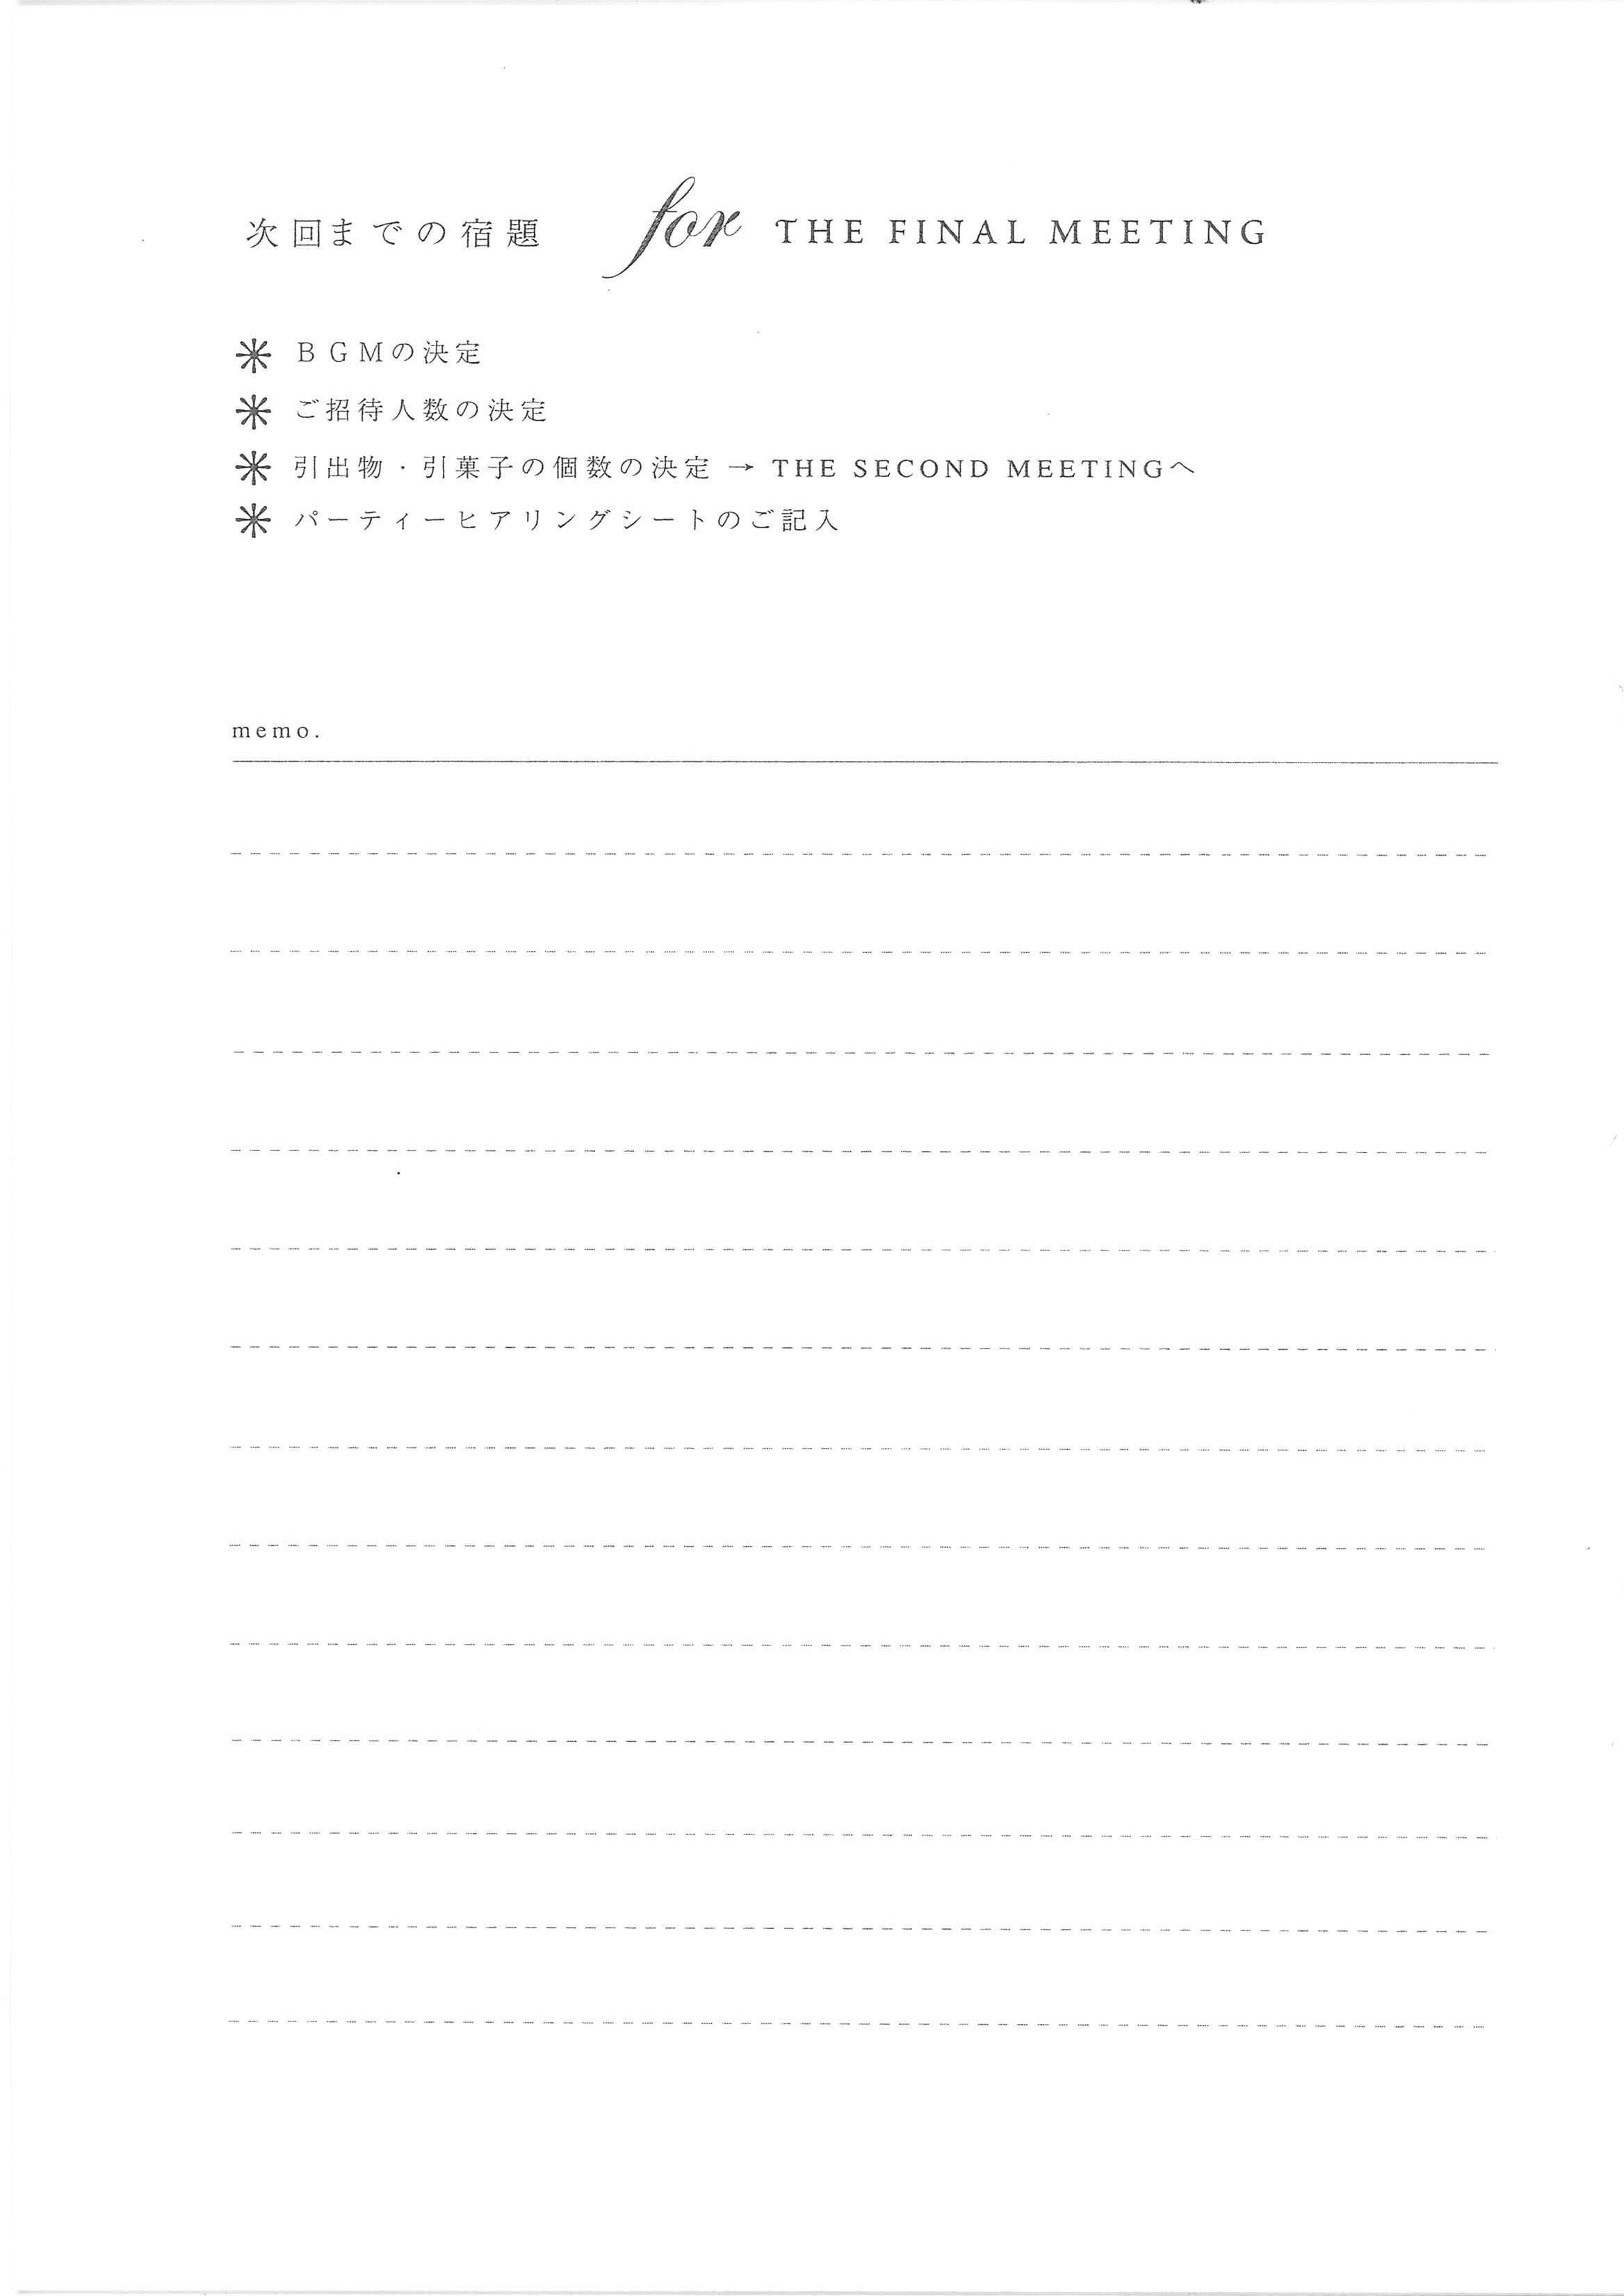 次回までの宿題 for THE FINAL MEETING
BGMの決定
ご招待人数の決定
引出物・引菓子の個数の決定 → THE SECOND MEETINGへ
パーティーヒアリングシートのご記入
memo.